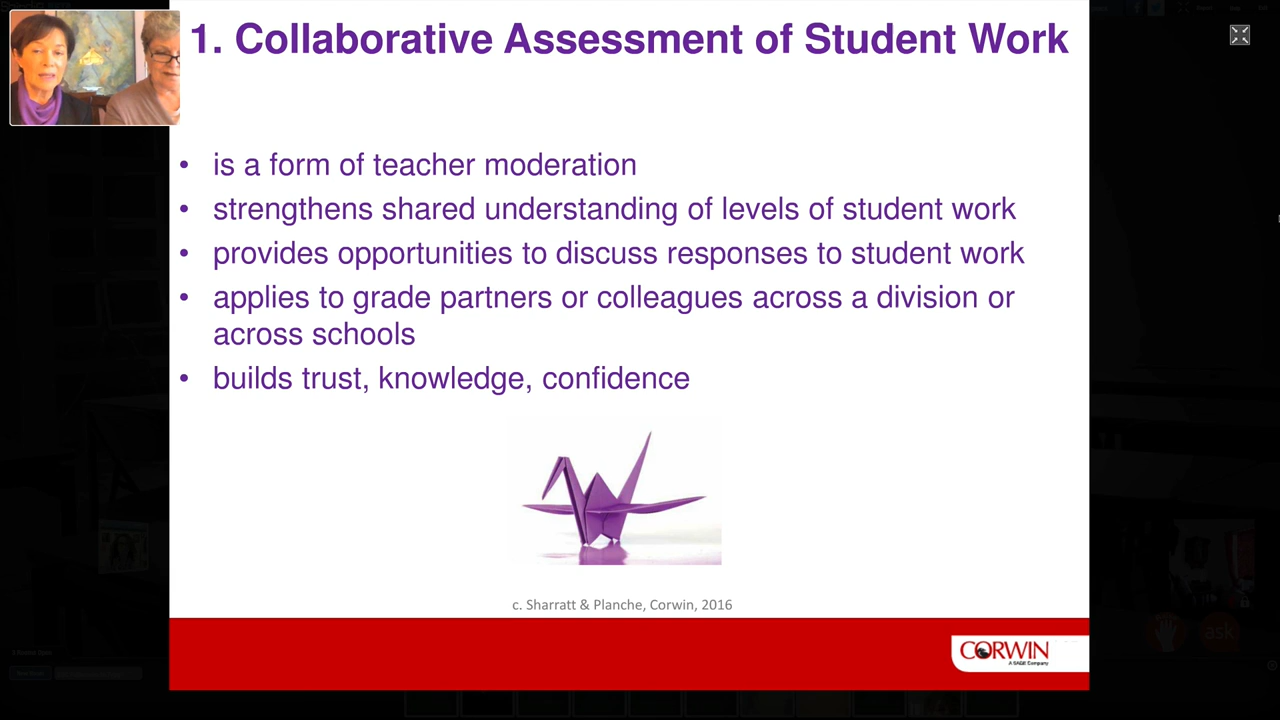 1. Collaborative Assessment of Student Work
• is a form of teacher moderation
• strengthens shared understanding of levels of student work
• provides opportunities to discuss responses to student work
• applies to grade partners or colleagues across a division or
across schools
• builds trust, knowledge, confidence
c. Sharratt & Planche, Corwin, 2016
CORWIN
A SAGE Company
ask